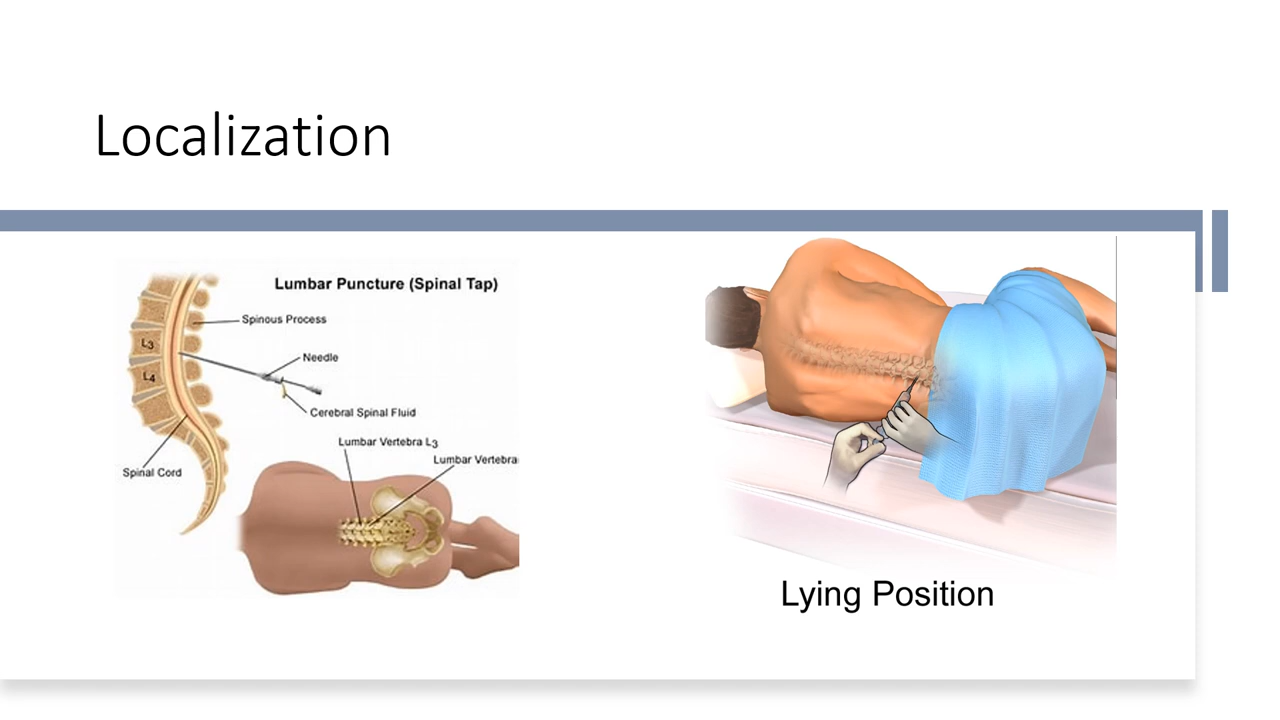 Localization
Lumbar Puncture (Spinal Tap)
Spinous Process
L3
Needle
L4
Cerebral Spinal Fluid
Lumbar Vertebra L3
Lumbar Vertebra
Spinal Cord
Lying Position